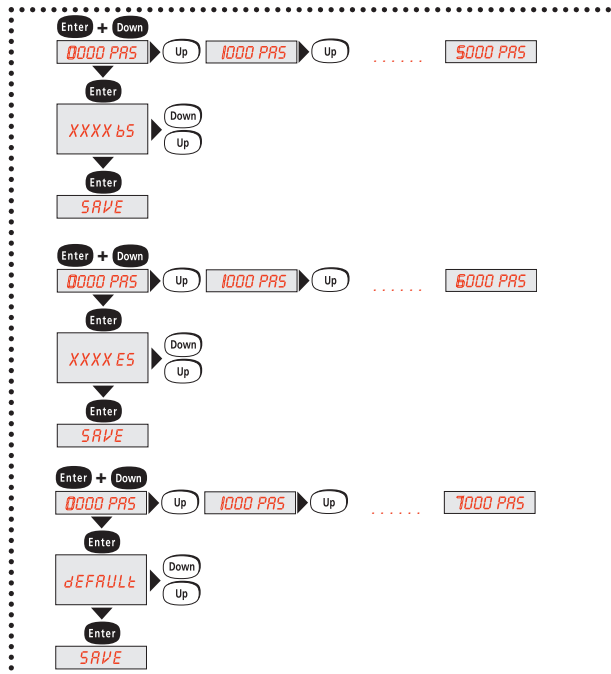 Enter + Down
0000 PAS Up 1000 PAS Up ...... 5000 PAS
Enter
Down
XXXX bS
Up
Enter
SAVE
Enter + Down
0000 PAS Up 1000 PAS Up ...... 6000 PAS
Enter
Down
XXXX ES
Up
Enter
SAVE
Enter + Down
0000 PAS Up 1000 PAS Up ...... 7000 PAS
Enter
Down
dEFAULt
Up
Enter
SAVE